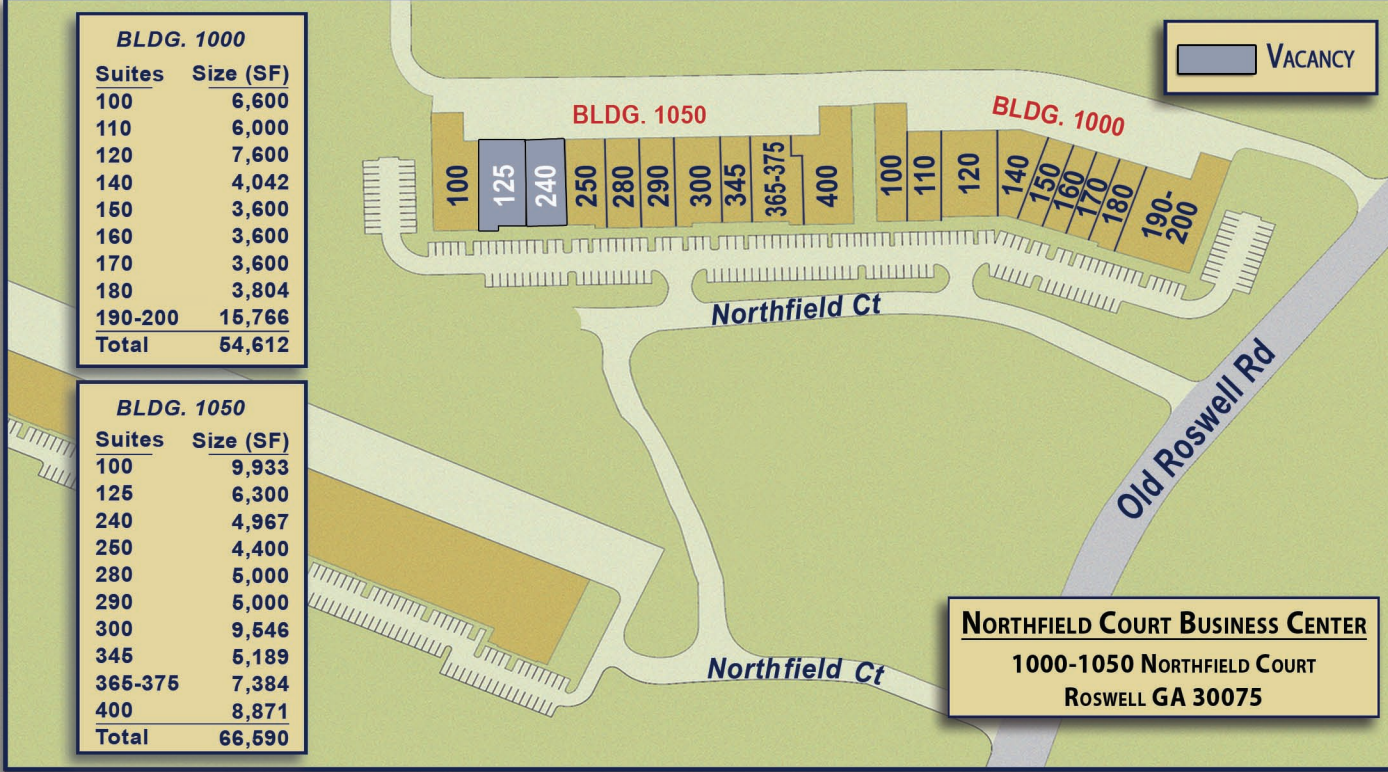 BLDG. 1000
Suites Size (SF)
100 6,600
110 6,000
120 7,600
140 4,042
150 3,600
160 3,600
170 3,600
180 3,804
190-200 15,766
Total 54,612
BLDG. 1050
Suites Size (SF)
100 9,933
125 6,300
240 4,967
250 4,400
280 5,000
290 5,000
300 9,546
345 5,189
365-375 7,384
400 8,871
Total 66,590
VACANCY
BLDG. 1050
100
125
240
250
280
290
300
345
365-375
400
BLDG. 1000
100
110
120
140
150
160
170
180
190-
200
Northfield Ct
Old Roswell Rd
Northfield Ct
NORTHFIELD COURT BUSINESS CENTER
1000-1050 NORTHFIELD COURT
ROSWELL GA 30075